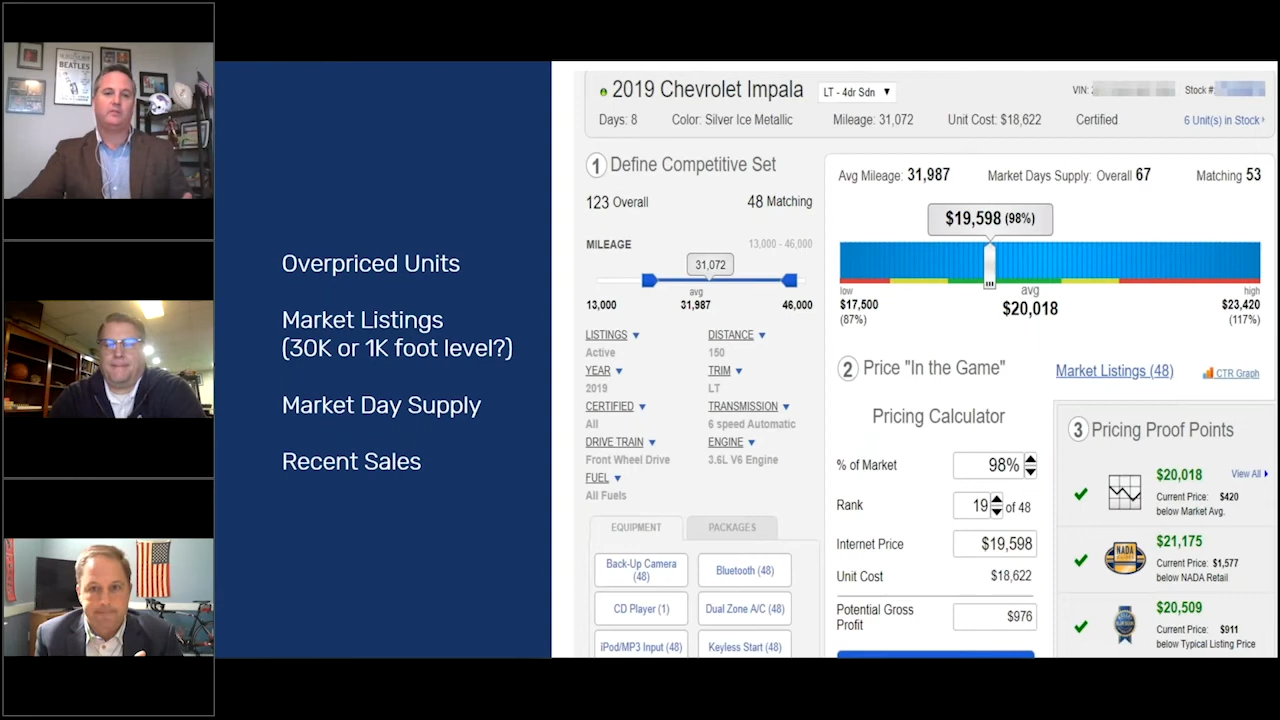 BEATLES
Overpriced Units
Market Listings
(30K or 1K foot level?)
Market Day Supply
Recent Sales
2019 Chevrolet Impala
LT - 4dr Sdn
VIN:
Stock #:
Days: 8
Color: Silver Ice Metallic
Mileage: 31,072
Unit Cost: $18,622
Certified
6 Unit(s) in Stock
1 Define Competitive Set
123 Overall
48 Matching
MILEAGE
13,000 - 46,000
31,072
avg
13,000
31,987
46,000
LISTINGS
DISTANCE
Active
150
YEAR
TRIM
2019
LT
CERTIFIED
TRANSMISSION
All
6 speed Automatic
DRIVE TRAIN
ENGINE
Front Wheel Drive
3.6L V6 Engine
FUEL
All Fuels
EQUIPMENT
PACKAGES
Back-Up Camera
(48)
Bluetooth (48)
CD Player (1)
Dual Zone A/C (48)
iPod/MP3 Input (48)
Keyless Start (48)
Avg Mileage: 31,987
Market Days Supply: Overall 67
Matching 53
$19,598 (98%)
low
avg
high
$17,500
$20,018
$23,420
(87%)
(117%)
2 Price "In the Game"
Market Listings (48)
CTR Graph
Pricing Calculator
% of Market
98%
Rank
19 of 48
Internet Price
$19,598
Unit Cost
$18,622
Potential Gross
Profit
$976
3 Pricing Proof Points
$20,018
View All
Current Price: $420
below Market Avg.
NADA
$21,175
Current Price: $1,577
below NADA Retail
$20,509
Current Price: $911
below Typical Listing Price